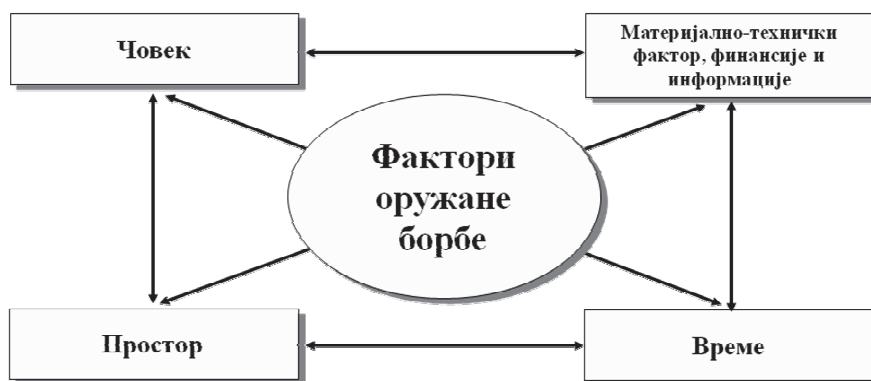 Човек
Материјално-технички
фактор, финансије и
информације
Фактори
оружане
борбе
Простор
Време